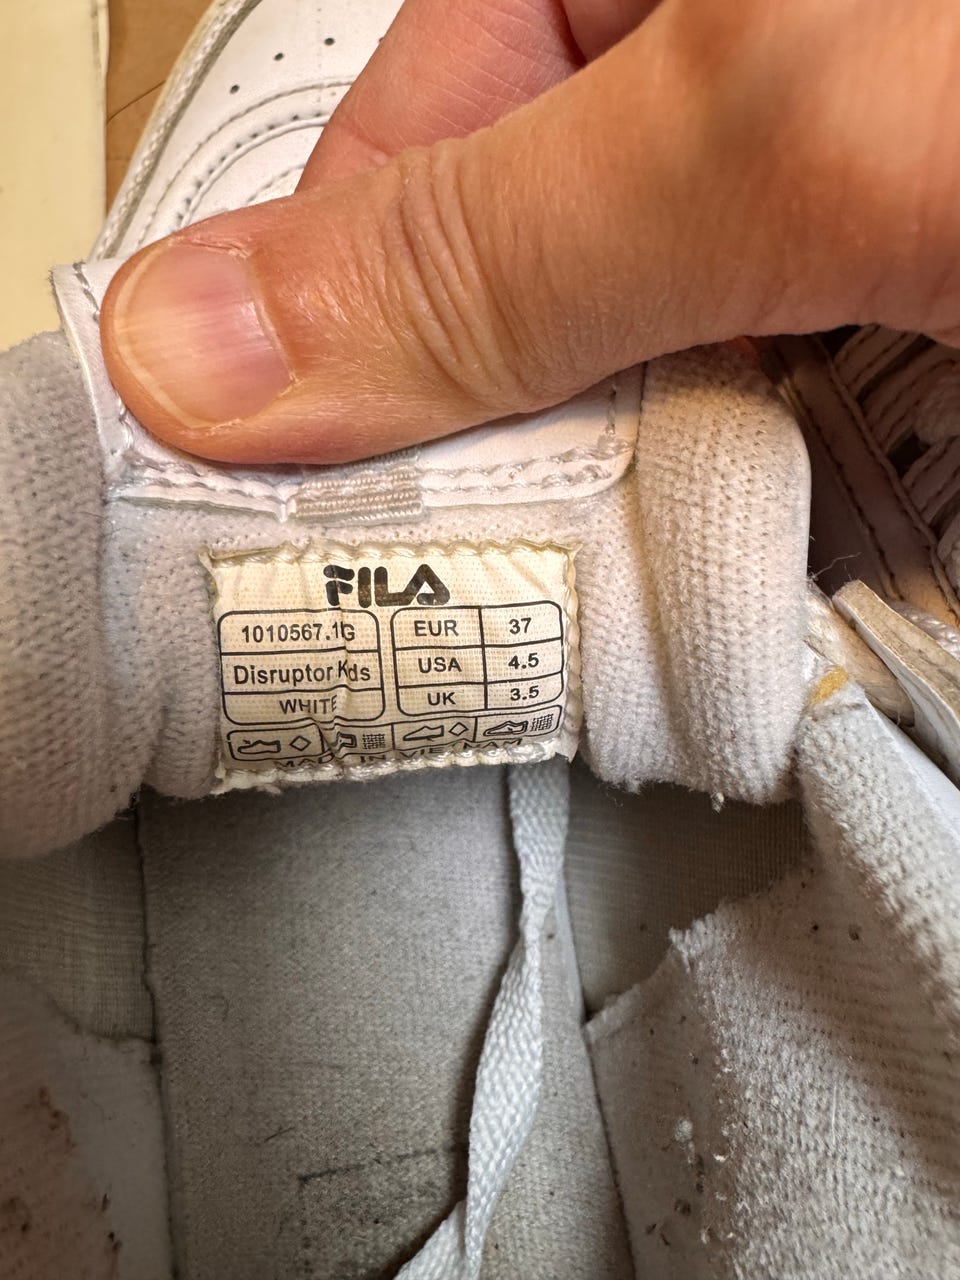 FILA
1010567.1G
Disruptor Kids
WHITE
EUR 37
USA 4.5
UK 3.5
MADE IN VIETNAM